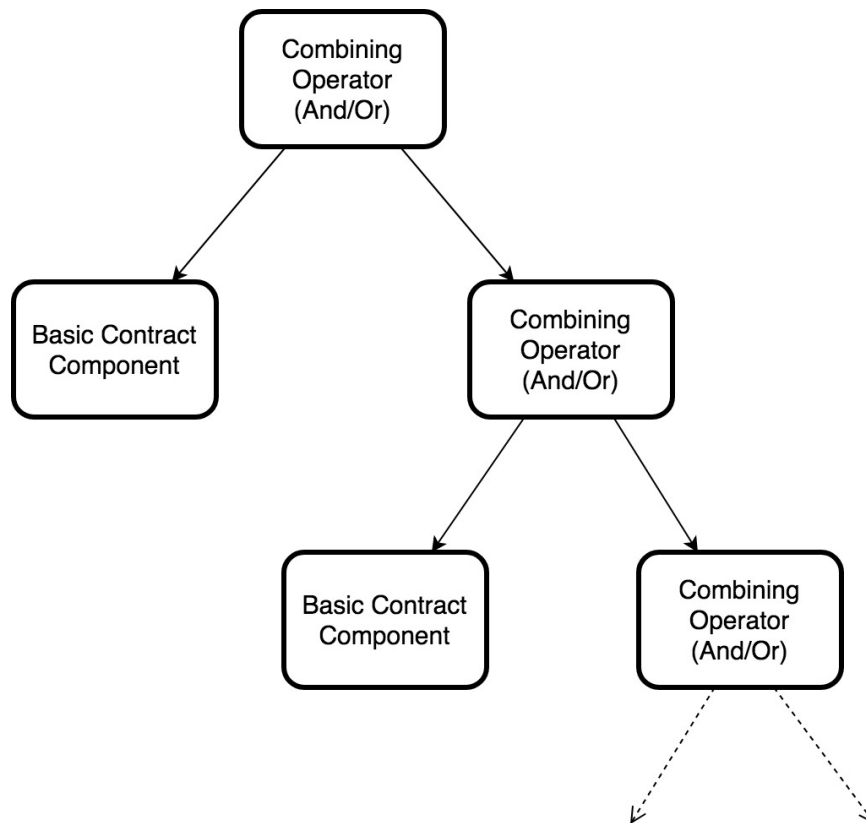 Combining
Operator
(And/Or)
Basic Contract
Component
Combining
Operator
(And/Or)
Basic Contract
Component
Combining
Operator
(And/Or)